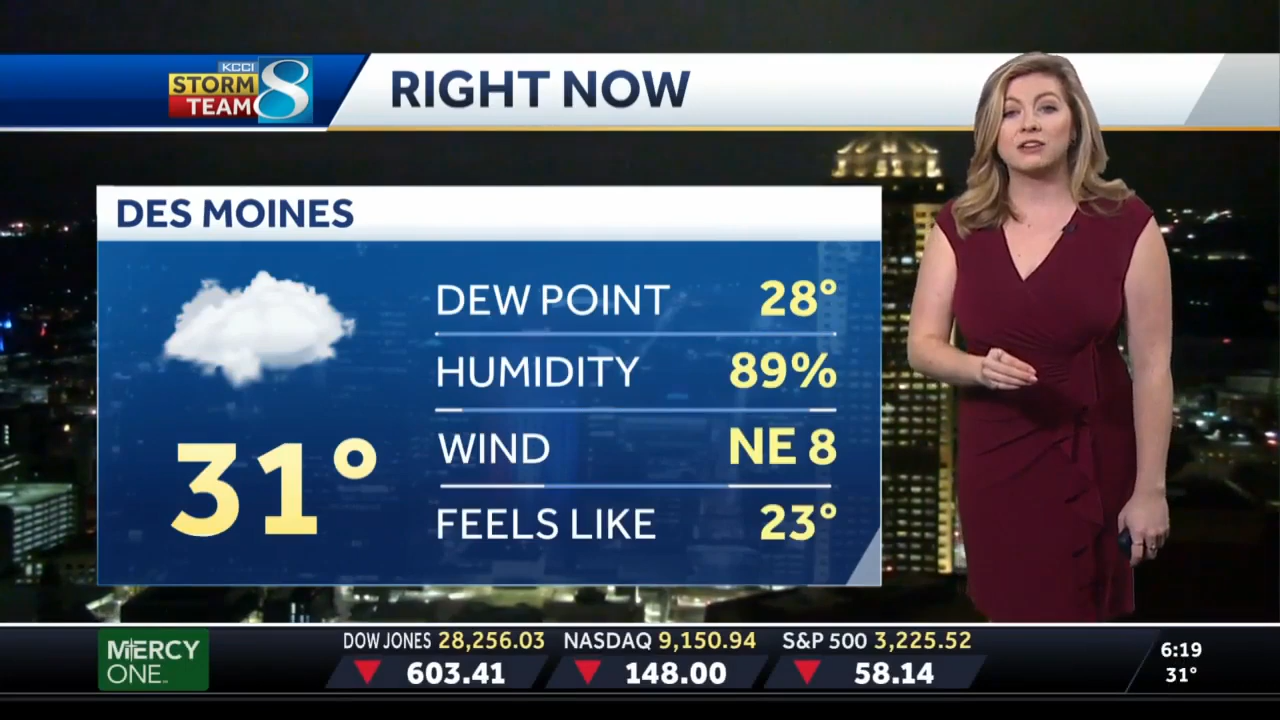 KCCI
STORM
TEAM 8
RIGHT NOW
DES MOINES
31°
DEW POINT 28°
HUMIDITY 89%
WIND NE 8
FEELS LIKE 23°
MERCY
ONE
DOW JONES 28,256.03 NASDAQ 9,150.94 S&P 500 3,225.52
603.41 148.00 58.14
6:19
31°